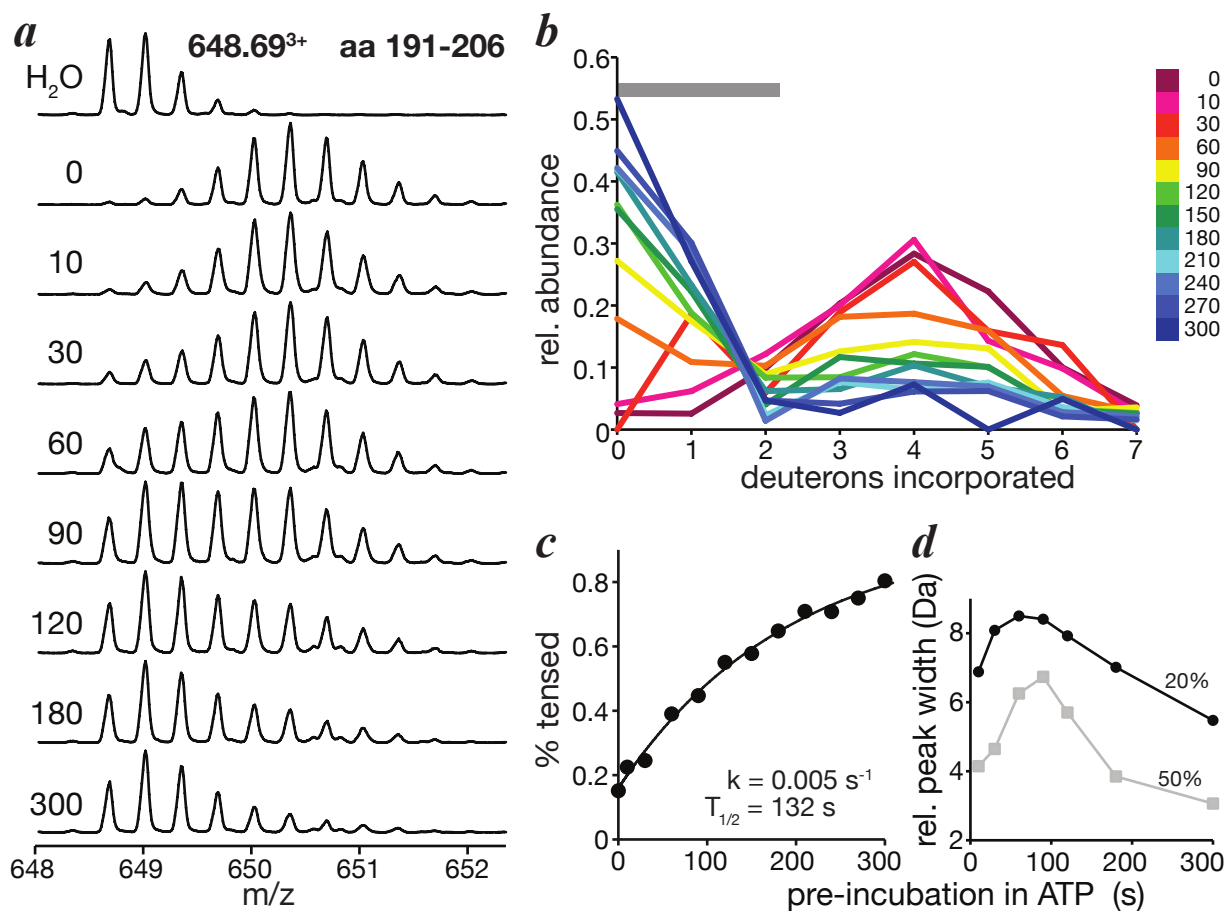 a
648.69³⁺ aa 191-206
H₂O
0
10
30
60
90
120
180
300
648 649 650 651 652
m/z
b
0.6
0.5
0.4
0.3
0.2
0.1
0
rel. abundance
0 1 2 3 4 5 6 7
deuterons incorporated
0
10
30
60
90
120
150
180
210
240
270
300
c
0.8
0.6
0.4
0.2
0
% tensed
k = 0.005 s⁻¹
T₁/₂ = 132 s
0 100 200 300
d
8
6
4
2
rel. peak width (Da)
20%
50%
0 100 200 300
pre-incubation in ATP (s)